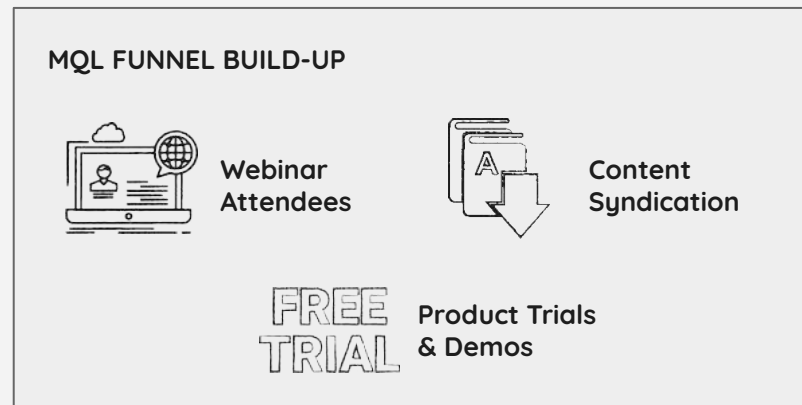 MQL FUNNEL BUILD-UP
Webinar
Attendees
A
Content
Syndication
FREE
TRIAL
Product Trials
& Demos